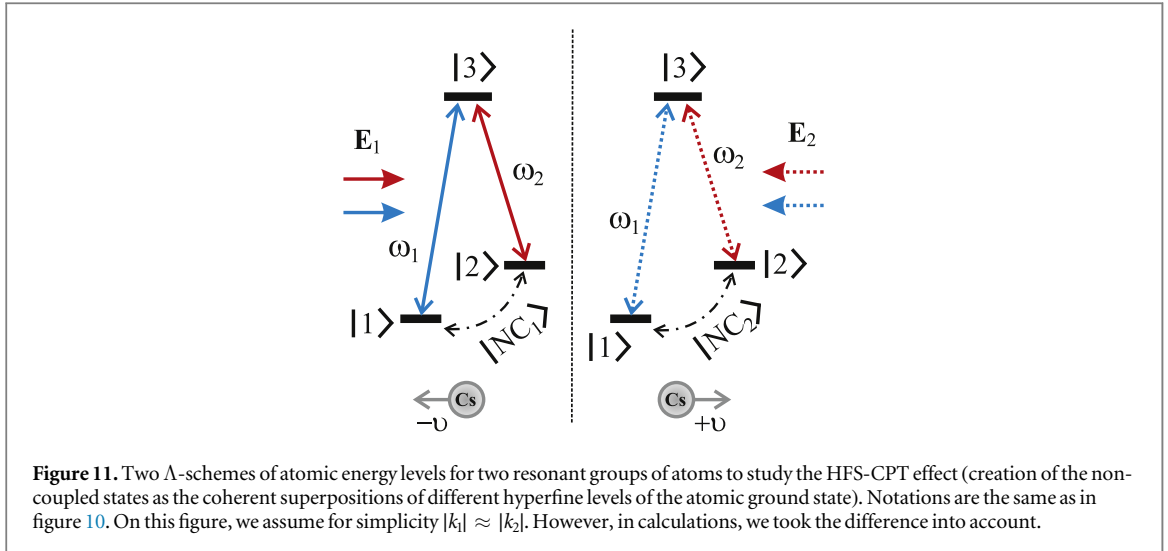 |3⟩ |3⟩
E₁ E₂
ω₂ ω₂
ω₁ ω₁
|2⟩ |2⟩
|1⟩ |NC₁⟩ |1⟩ |NC₂⟩
Cs Cs
−υ +υ
Figure 11. Two Λ-schemes of atomic energy levels for two resonant groups of atoms to study the HFS-CPT effect (creation of the non-
coupled states as the coherent superpositions of different hyperfine levels of the atomic ground state). Notations are the same as in
figure 10. On this figure, we assume for simplicity |k₁| ≈ |k₂|. However, in calculations, we took the difference into account.